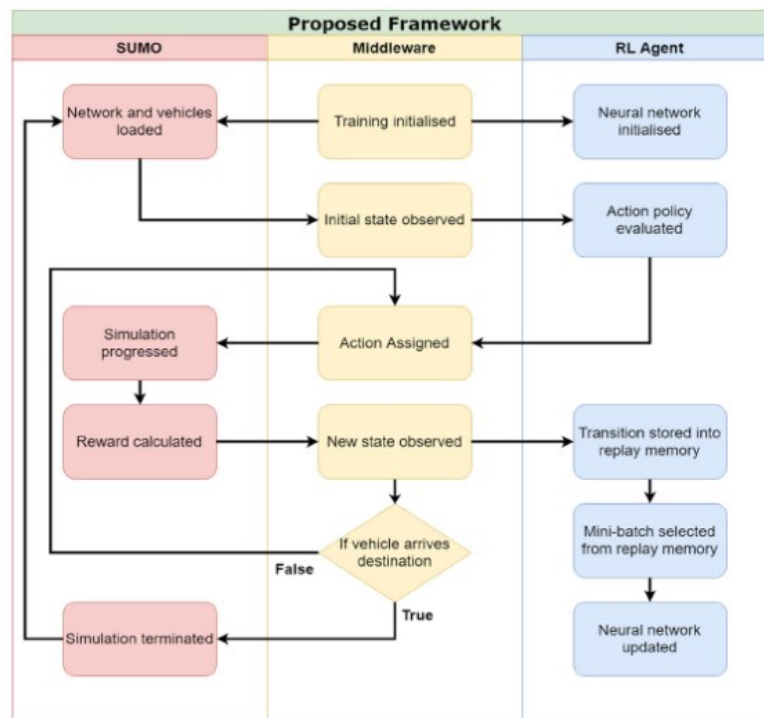 Proposed Framework
SUMO
Middleware
RL Agent
Network and vehicles
loaded
Training initialised
Neural network
initialised
Initial state observed
Action policy
evaluated
Simulation
progressed
Action Assigned
Reward calculated
New state observed
Transition stored into
replay memory
If vehicle arrives
destination
Mini-batch selected
from replay memory
False
True
Simulation terminated
Neural network
updated